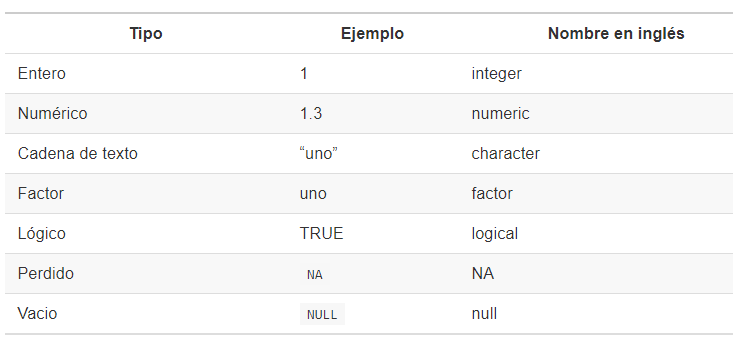 Tipo Ejemplo Nombre en inglés
Entero 1 integer
Numérico 1.3 numeric
Cadena de texto “uno” character
Factor uno factor
Lógico TRUE logical
Perdido NA NA
Vacio NULL null